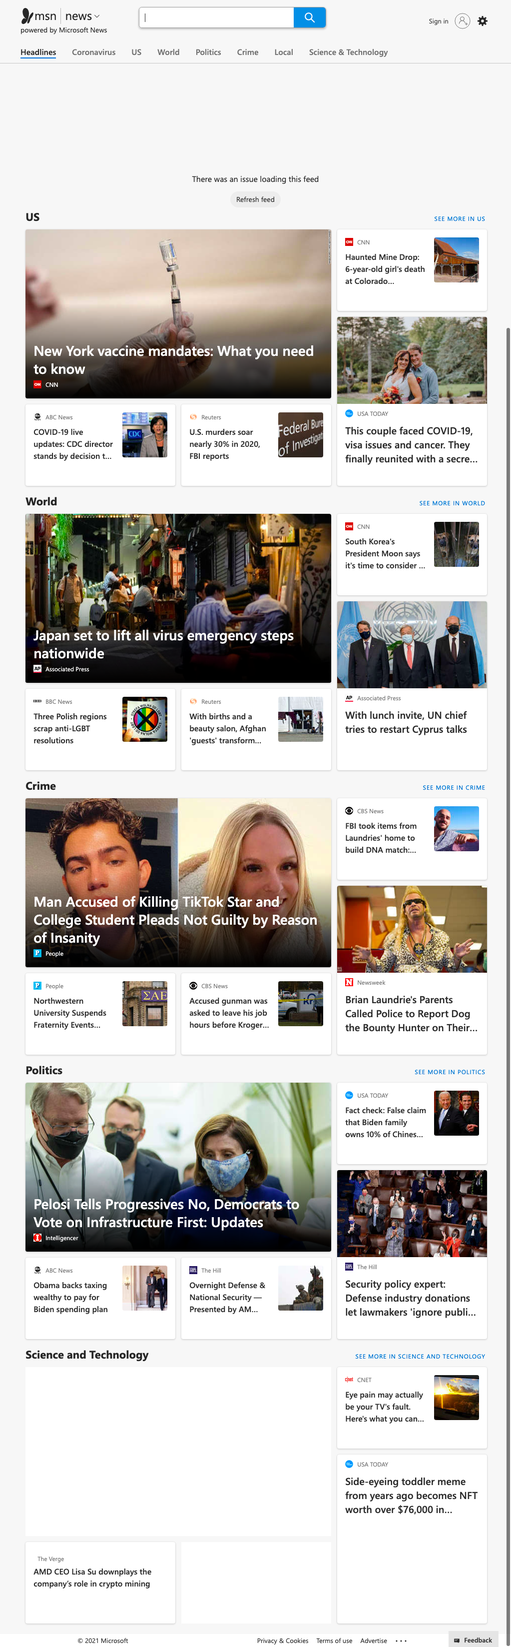 msn news
powered by Microsoft News
Sign in
Headlines Coronavirus US World Politics Crime Local Science & Technology
There was an issue loading this feed
Refresh feed
US
SEE MORE IN US
New York vaccine mandates: What you need
to know
CNN
CNN
Haunted Mine Drop:
6-year-old girl's death
at Colorado...
ABC News
COVID-19 live
updates: CDC director
stands by decision t...
CDC
Reuters
U.S. murders soar
nearly 30% in 2020,
FBI reports
Federal Bure
of Investigat
USA TODAY
This couple faced COVID-19,
visa issues and cancer. They
finally reunited with a secre...
World
SEE MORE IN WORLD
Japan set to lift all virus emergency steps
nationwide
AP Associated Press
CNN
South Korea's
President Moon says
it's time to consider ...
BBC News
Three Polish regions
scrap anti-LGBT
resolutions
Reuters
With births and a
beauty salon, Afghan
'guests' transform...
AP Associated Press
With lunch invite, UN chief
tries to restart Cyprus talks
Crime
SEE MORE IN CRIME
Man Accused of Killing TikTok Star and
College Student Pleads Not Guilty by Reason
of Insanity
People
CBS News
FBI took items from
Laundries' home to
build DNA match:...
People
Northwestern
University Suspends
Fraternity Events...
ΣΑΕ
CBS News
Accused gunman was
asked to leave his job
hours before Kroger...
Newsweek
Brian Laundrie's Parents
Called Police to Report Dog
the Bounty Hunter on Their...
Politics
SEE MORE IN POLITICS
Pelosi Tells Progressives No, Democrats to
Vote on Infrastructure First: Updates
Intelligencer
USA TODAY
Fact check: False claim
that Biden family
owns 10% of Chines...
ABC News
Obama backs taxing
wealthy to pay for
Biden spending plan
The Hill
Overnight Defense &
National Security —
Presented by AM...
The Hill
Security policy expert:
Defense industry donations
let lawmakers 'ignore publi...
Science and Technology
SEE MORE IN SCIENCE AND TECHNOLOGY
CNET
Eye pain may actually
be your TV's fault.
Here's what you can...
USA TODAY
Side-eyeing toddler meme
from years ago becomes NFT
worth over $76,000 in...
The Verge
AMD CEO Lisa Su downplays the
company's role in crypto mining
© 2021 Microsoft Privacy & Cookies Terms of use Advertise ... Feedback